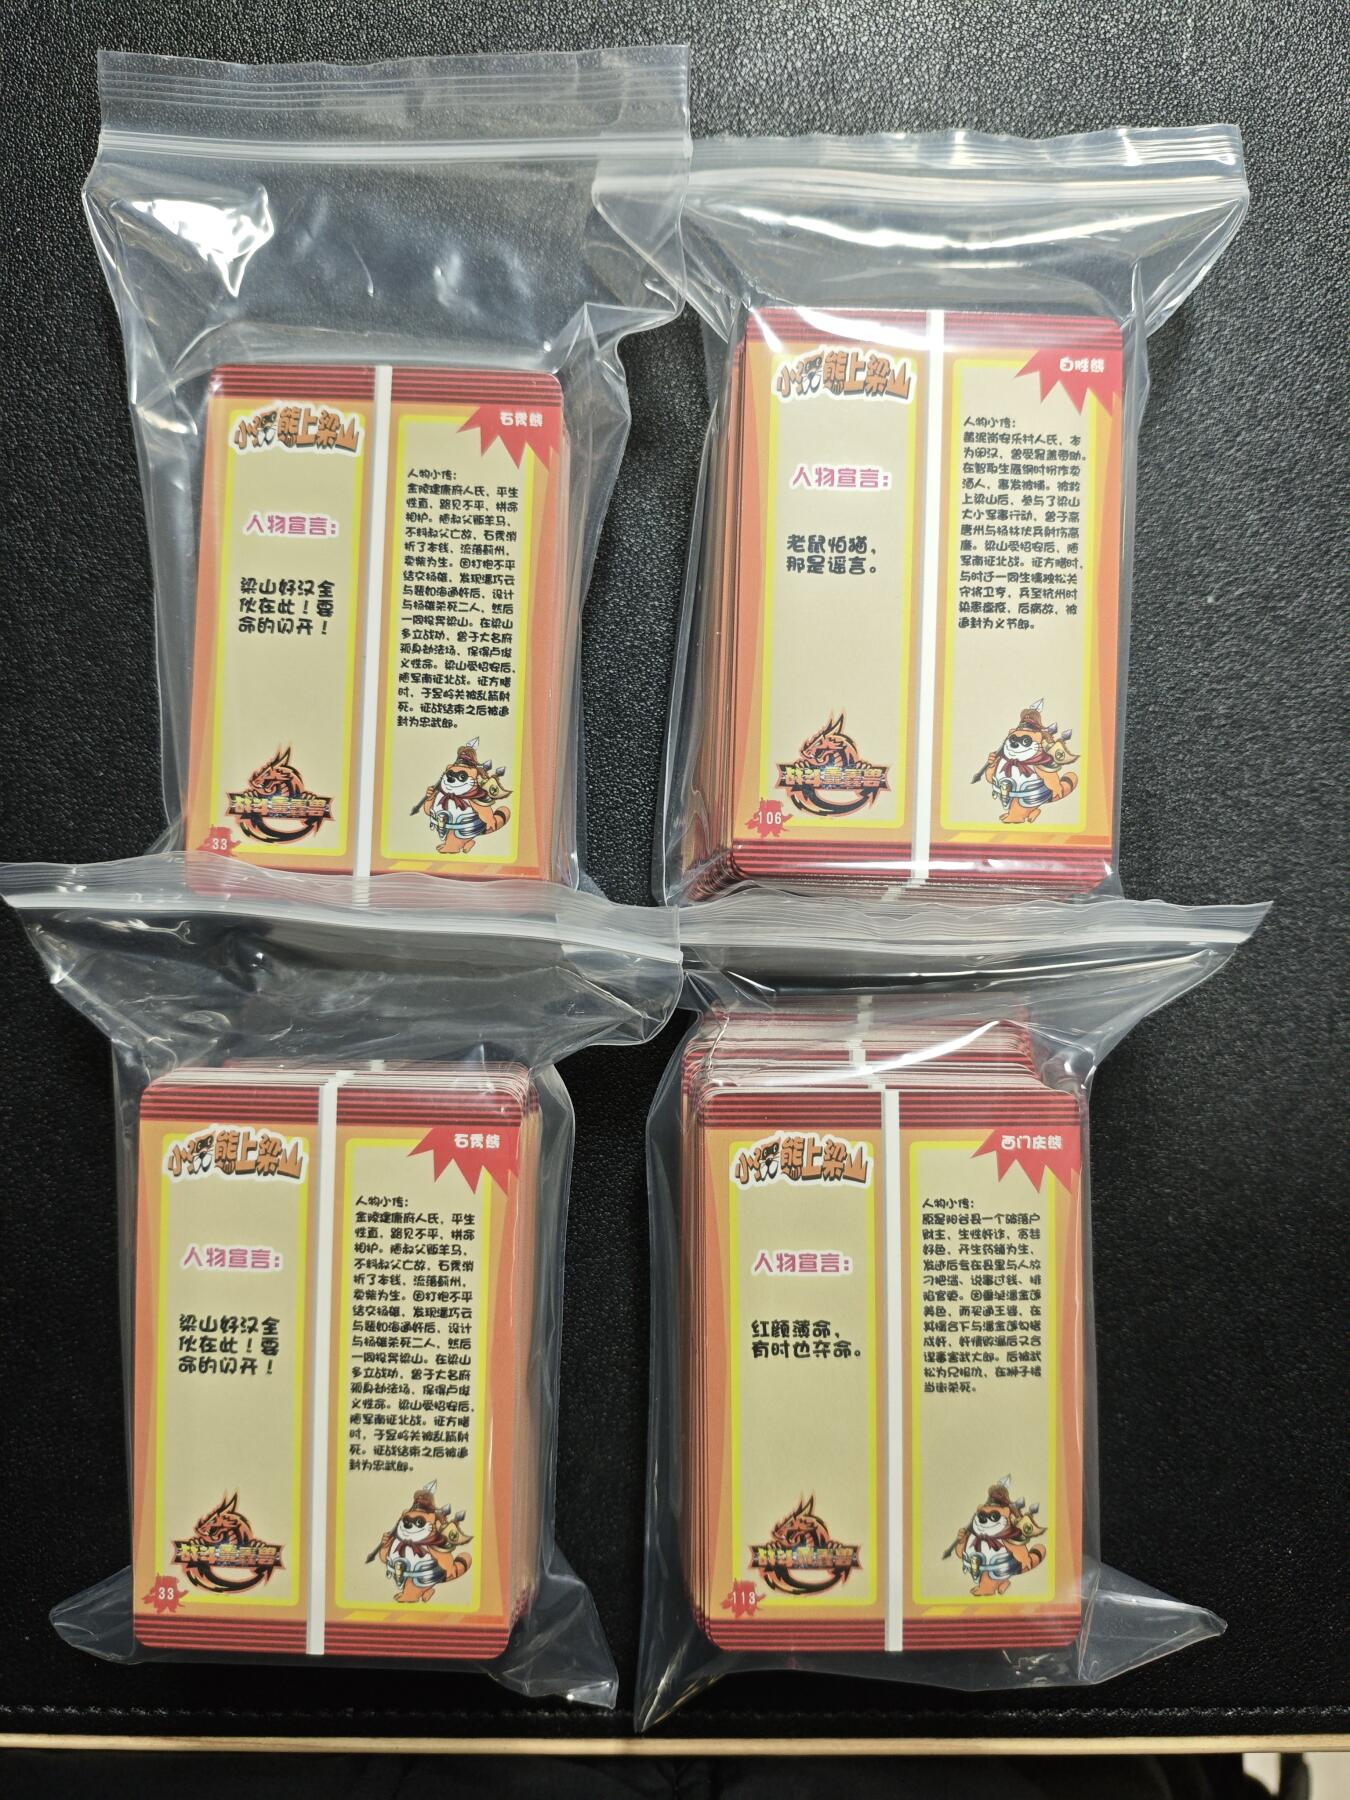 小浣熊上梁山
人物宣言:
梁山好汉全
伙在此！要
命的闪开！
战斗暴龙兽
33
石秀熊
人物小传:
金陵建康府人氏，平生
性直，路见不平，拼命
相护。随叔父贩羊马，
不料叔父亡故，石秀消
折了本钱，流落蓟州，
卖柴为生。因打抱不平
结交杨雄，发现潘巧云
与裴如海通奸后，设计
与杨雄杀死二人，然后
一同投奔梁山。在梁山
多立战功，曾于大名府
孤身劫法场，保得卢俊
义性命。梁山受招安后，
随军南征北战。征方腊
时，于昱岭关被乱箭射
死。征战结束之后被追
封为忠武郎。
小浣熊上梁山
人物宣言:
老鼠怕猫，
那是谣言。
战斗暴龙兽
106
白胜熊
人物小传:
黄泥岗安乐村人氏，本
为闲汉，曾受晁盖帮助。
在智取生辰纲时扮作卖
酒人，事发被捕。被救
上梁山后，参与了梁山
大小军事行动，曾于高
唐州与杨林伏兵射伤高
廉。梁山受招安后，随
军南征北战。征方腊时，
与时迁一同生擒独松关
守将卫亨，兵至杭州时
染患瘟疫，后病故，被
追封为义节郎。
小浣熊上梁山
人物宣言:
梁山好汉全
伙在此！要
命的闪开！
战斗暴龙兽
33
石秀熊
人物小传:
金陵建康府人氏，平生
性直，路见不平，拼命
相护。随叔父贩羊马，
不料叔父亡故，石秀消
折了本钱，流落蓟州，
卖柴为生。因打抱不平
结交杨雄，发现潘巧云
与裴如海通奸后，设计
与杨雄杀死二人，然后
一同投奔梁山。在梁山
多立战功，曾于大名府
孤身劫法场，保得卢俊
义性命。梁山受招安后，
随军南征北战。征方腊
时，于昱岭关被乱箭射
死。征战结束之后被追
封为忠武郎。
小浣熊上梁山
人物宣言:
红颜薄命，
有时也夺命。
战斗暴龙兽
113
西门庆熊
人物小传:
原是阳谷县一个破落户
财主，生性奸诈，贪婪
好色，开生药铺为生，
发迹后专在县里与人放
刁把滥、说事过钱、排
陷官吏。因垂涎潘金莲
美色，而买通王婆，在
其撮合下与潘金莲勾搭
成奸，奸情败漏后又合
谋毒害武大郎。后被武
松为兄报仇，在狮子楼
当街杀死。